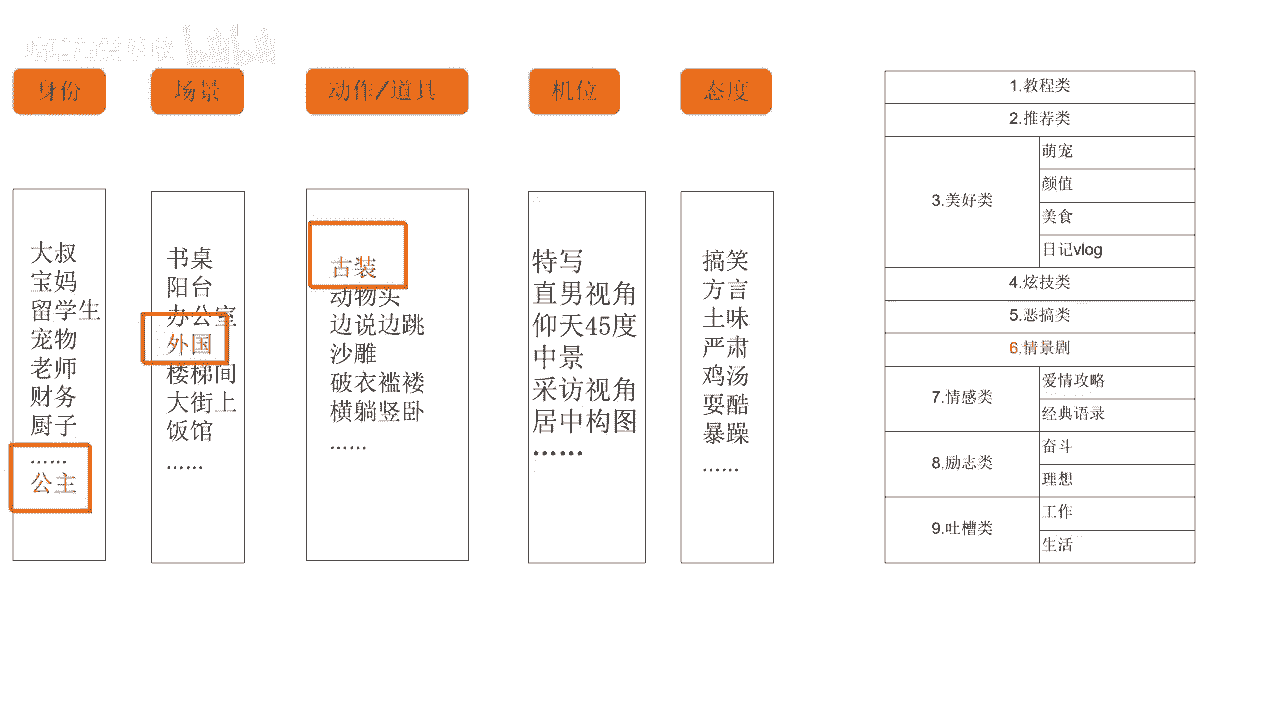 身份
场景
动作/道具
机位
态度
大叔
宝妈
留学生
宠物
老师
财务
厨子
……
公主
书桌
阳台
办公室
外国
楼梯间
大街上
饭馆
……
古装
动物头
边说边跳
沙雕
破衣褴褛
横躺竖卧
……
特写
直男视角
仰天45度
中景
采访视角
居中构图
……
搞笑
方言
土味
严肃
鸡汤
耍酷
暴躁
……
1.教程类
2.推荐类
3.美好类
萌宠
颜值
美食
日记vlog
4.炫技类
5.恶搞类
6.情景剧
7.情感类
爱情攻略
经典语录
8.励志类
奋斗
理想
9.吐槽类
工作
生活